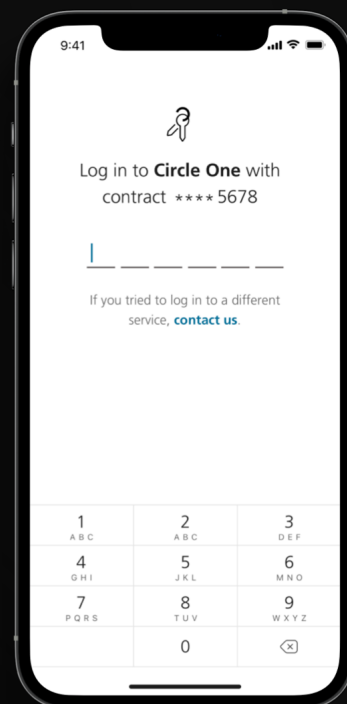 9:41
Log in to Circle One with
contract ****5678
If you tried to log in to a different
service, contact us.
1 2 3
ABC ABC DEF
4 5 6
GHI JKL MNO
7 8 9
PQRS TUV WXYZ
0